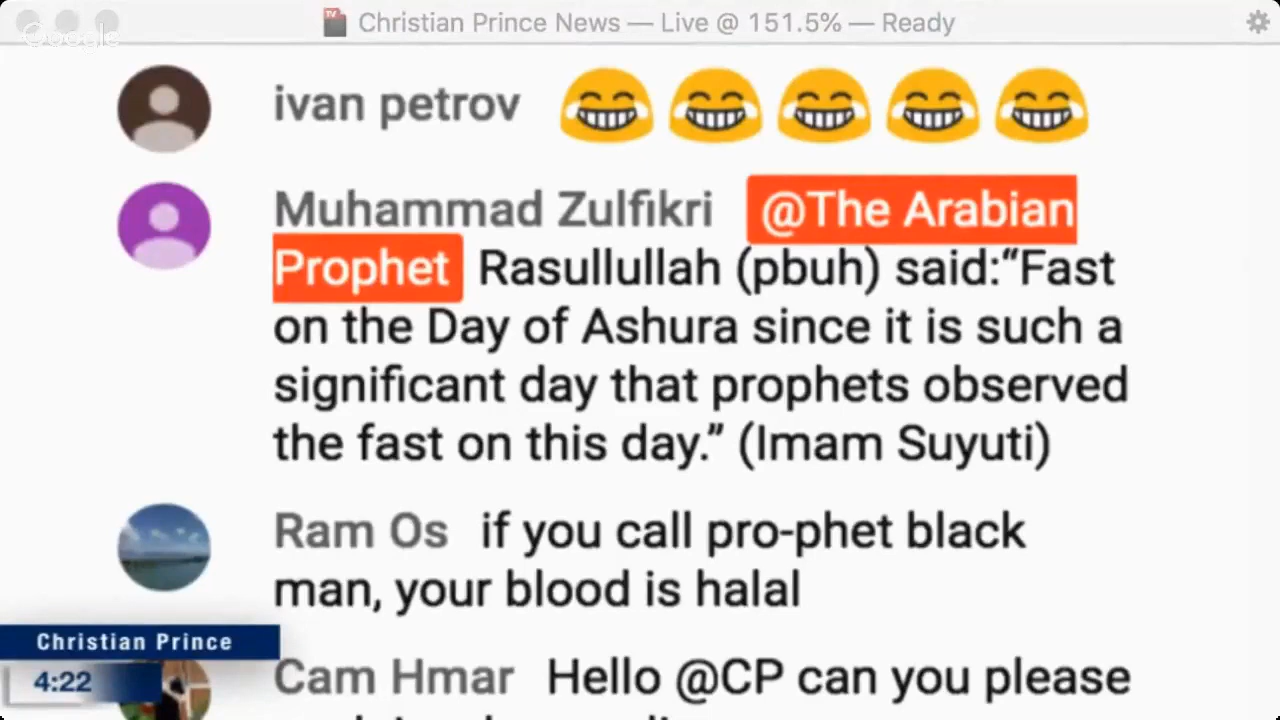 Christian Prince News — Live @ 151.5% — Ready
Google
ivan petrov
Muhammad Zulfikri @The Arabian
Prophet Rasullullah (pbuh) said:“Fast
on the Day of Ashura since it is such a
significant day that prophets observed
the fast on this day.” (Imam Suyuti)
Ram Os if you call pro-phet black
man, your blood is halal
Christian Prince
4:22
Cam Hmar Hello @CP can you please